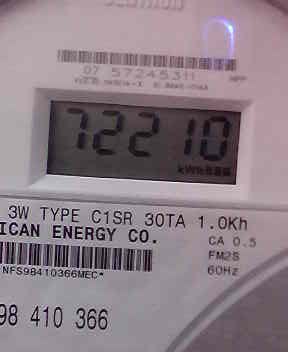 07 57245311
72210
kWh
3W TYPE C1SR 30TA 1.0Kh
ICAN ENERGY CO.
CA 0.5
FM2S
60Hz
NFS98410366MEC*
98 410 366